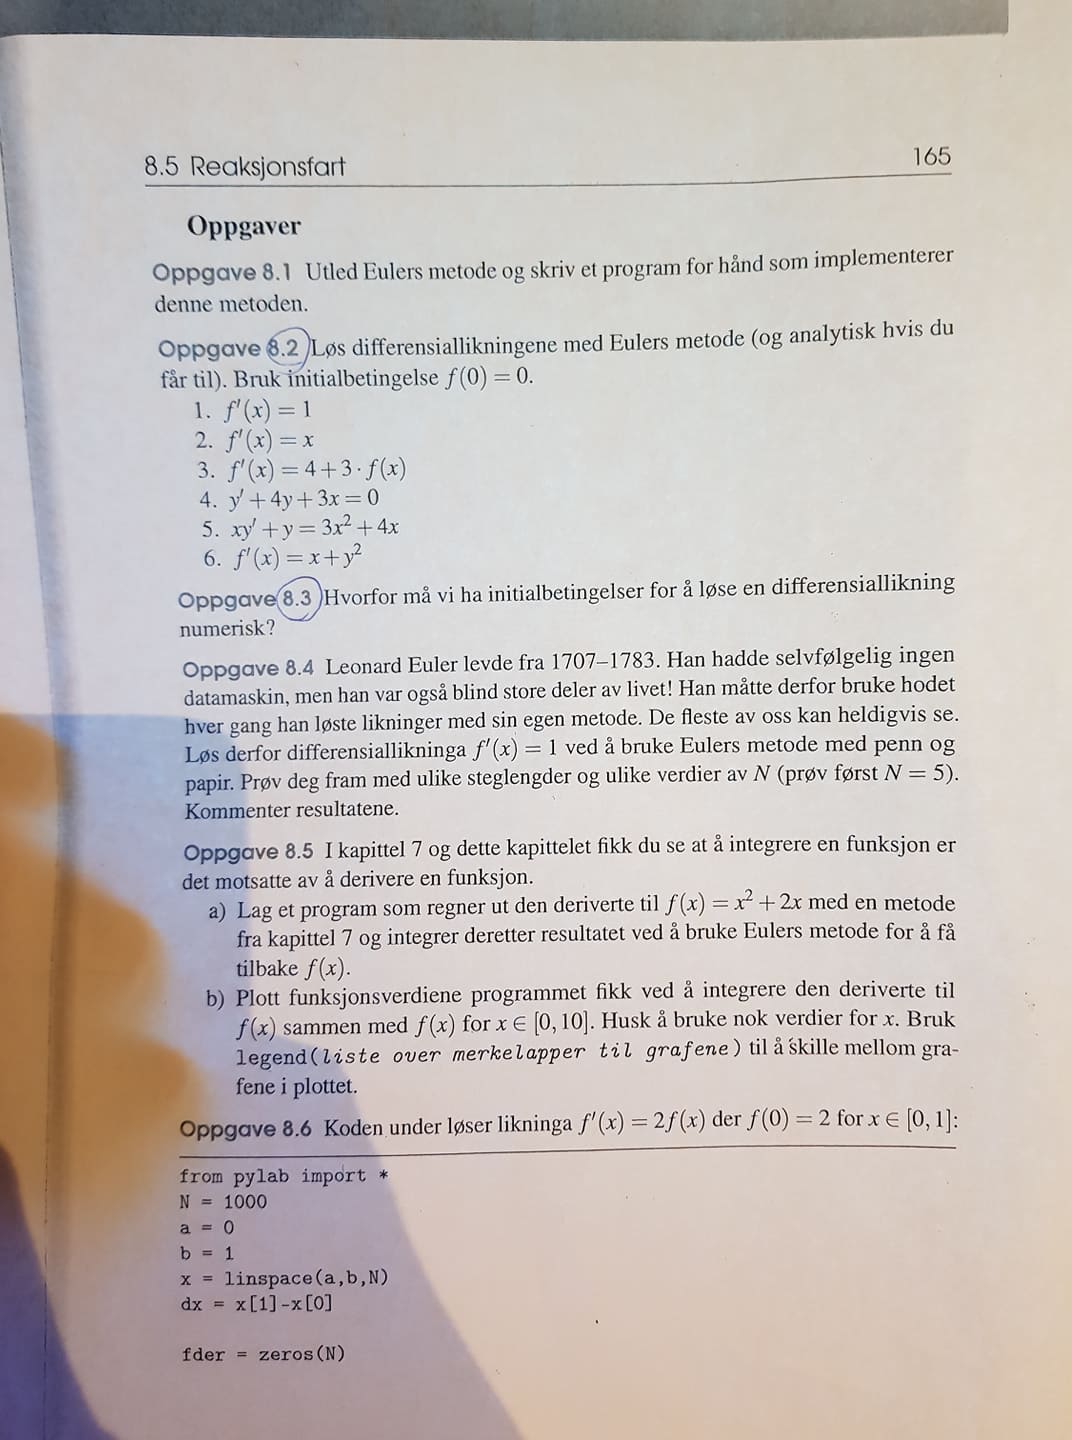 8.5 Reaksjonsfart 165
Oppgaver
Oppgave 8.1 Utled Eulers metode og skriv et program for hånd som implementerer
denne metoden.
Oppgave 8.2 Løs differensiallikningene med Eulers metode (og analytisk hvis du
får til). Bruk initialbetingelse f(0) = 0.
1. f'(x) = 1
2. f'(x) = x
3. f'(x) = 4+3·f(x)
4. y'+4y+3x = 0
5. xy'+y = 3x²+4x
6. f'(x) = x+y²
Oppgave 8.3 Hvorfor må vi ha initialbetingelser for å løse en differensiallikning
numerisk?
Oppgave 8.4 Leonard Euler levde fra 1707–1783. Han hadde selvfølgelig ingen
datamaskin, men han var også blind store deler av livet! Han måtte derfor bruke hodet
hver gang han løste likninger med sin egen metode. De fleste av oss kan heldigvis se.
Løs derfor differensiallikninga f'(x) = 1 ved å bruke Eulers metode med penn og
papir. Prøv deg fram med ulike steglengder og ulike verdier av N (prøv først N = 5).
Kommenter resultatene.
Oppgave 8.5 I kapittel 7 og dette kapittelet fikk du se at å integrere en funksjon er
det motsatte av å derivere en funksjon.
a) Lag et program som regner ut den deriverte til f(x) = x²+2x med en metode
fra kapittel 7 og integrer deretter resultatet ved å bruke Eulers metode for å få
tilbake f(x).
b) Plott funksjonsverdiene programmet fikk ved å integrere den deriverte til
f(x) sammen med f(x) for x ∈ [0,10]. Husk å bruke nok verdier for x. Bruk
legend(liste over merkelapper til grafene) til å skille mellom gra-
fene i plottet.
Oppgave 8.6 Koden under løser likninga f'(x) = 2f(x) der f(0) = 2 for x ∈ [0,1]:
from pylab import *
N = 1000
a = 0
b = 1
x = linspace(a,b,N)
dx = x[1]-x[0]
fder = zeros(N)